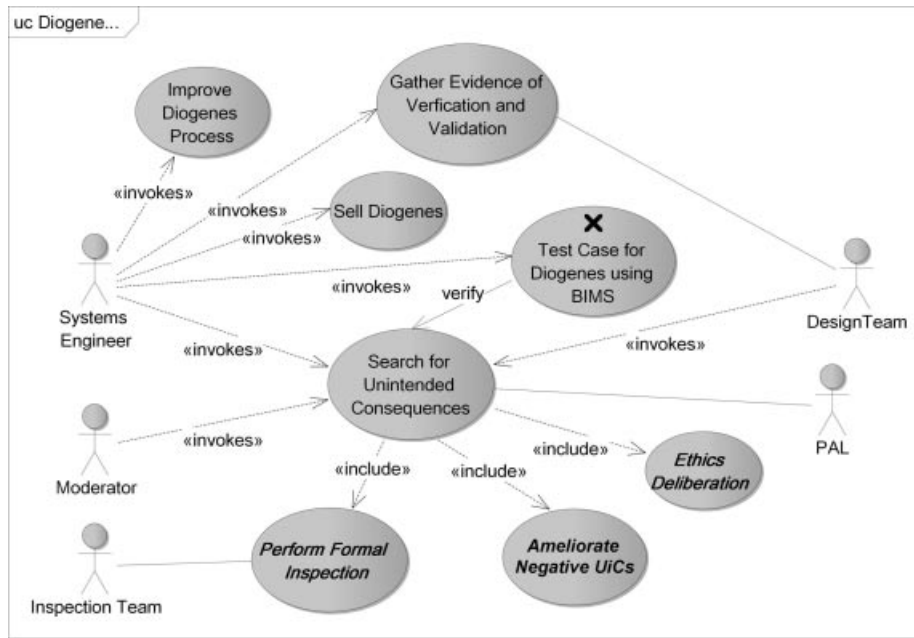 uc Diogene...
Improve
Diogenes
Process
Gather Evidence of
Verfication and
Validation
«invokes»
«invokes»
Sell Diogenes
«invokes»
Test Case for
Diogenes using
BIMS
«invokes»
verify
Systems
Engineer
DesignTeam
«invokes»
«invokes»
Search for
Unintended
Consequences
«invokes»
Moderator
PAL
«include»
«include»
«include»
Ethics
Deliberation
Perform Formal
Inspection
Ameliorate
Negative UiCs
Inspection Team